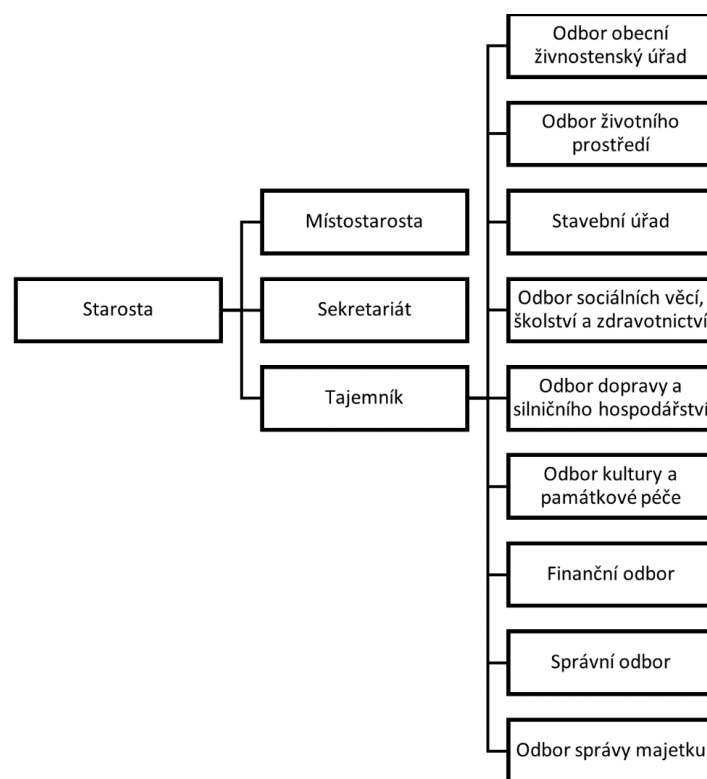 Starosta
Místostarosta
Sekretariát
Tajemník
Odbor obecní
živnostenský úřad
Odbor životního
prostředí
Stavební úřad
Odbor sociálních věcí,
školství a zdravotnictví
Odbor dopravy a
silničního hospodářství
Odbor kultury a
památkové péče
Finanční odbor
Správní odbor
Odbor správy majetku